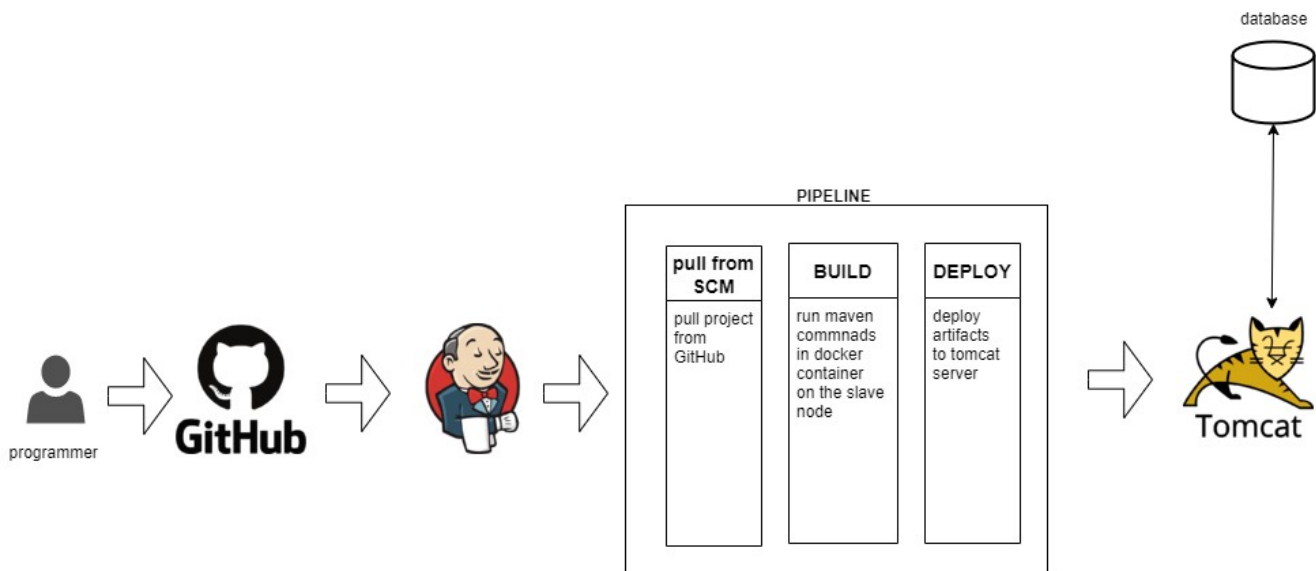 database
PIPELINE
pull from
SCM
pull project
from
GitHub
BUILD
run maven
commnads
in docker
container
on the slave
node
DEPLOY
deploy
artifacts
to tomcat
server
programmer
GitHub
Tomcat